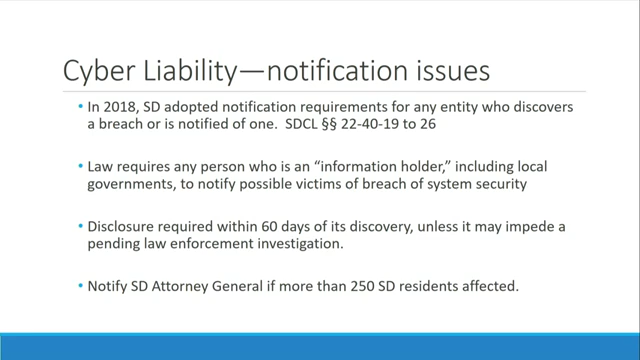 Cyber Liability—notification issues
• In 2018, SD adopted notification requirements for any entity who discovers
a breach or is notified of one.  SDCL §§ 22-40-19 to 26
• Law requires any person who is an “information holder,” including local
governments, to notify possible victims of breach of system security
• Disclosure required within 60 days of its discovery, unless it may impede a
pending law enforcement investigation.
• Notify SD Attorney General if more than 250 SD residents affected.